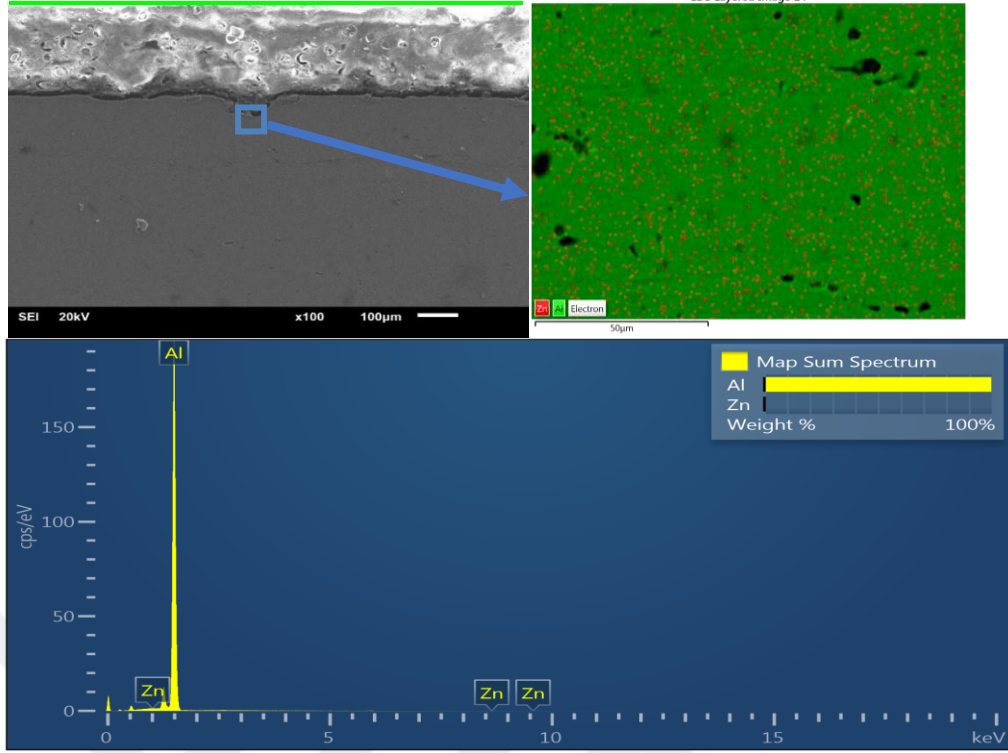 SEI 20kV x100 100μm
Zn Al Electron
50μm
Al
Map Sum Spectrum
Al
Zn
Weight % 100%
150
100
cps/eV
50
0
Zn
Zn
Zn
0 5 10 15 keV